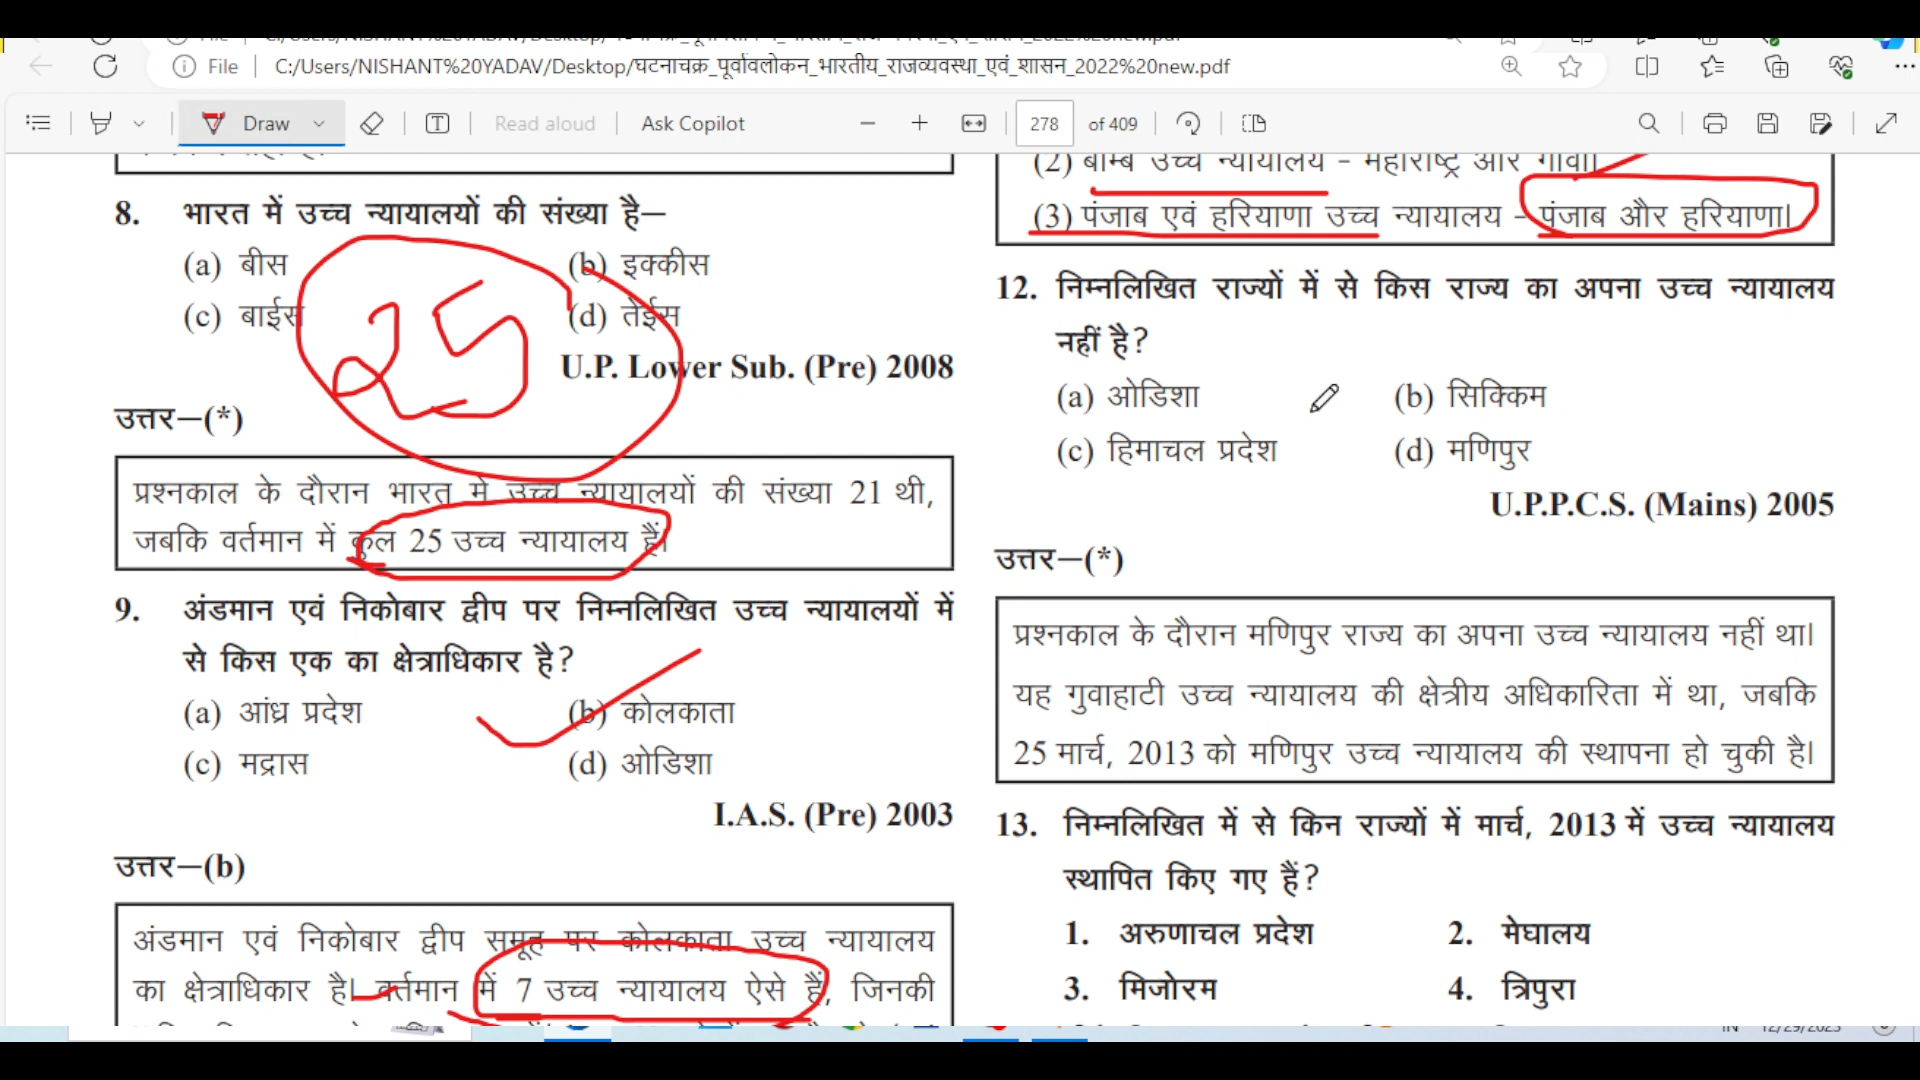 File | C:/Users/NISHANT%20YADAV/Desktop/घटनाचक्र_पूर्वावलोकन_भारतीय_राजव्यवस्था_एवं_शासन_2022%20new.pdf
Draw Read aloud Ask Copilot 278 of 409
8. भारत में उच्च न्यायालयों की संख्या है–
(a) बीस (b) इक्कीस
(c) बाईस (d) तेईस
25
U.P. Lower Sub. (Pre) 2008
उत्तर–(*)
प्रश्नकाल के दौरान भारत में उच्च न्यायालयों की संख्या 21 थी,
जबकि वर्तमान में कुल 25 उच्च न्यायालय हैं।
9. अंडमान एवं निकोबार द्वीप पर निम्नलिखित उच्च न्यायालयों में
से किस एक का क्षेत्राधिकार है?
(a) आंध्र प्रदेश (b) कोलकाता
(c) मद्रास (d) ओडिशा
I.A.S. (Pre) 2003
उत्तर–(b)
अंडमान एवं निकोबार द्वीप समूह पर कोलकाता उच्च न्यायालय
का क्षेत्राधिकार है। वर्तमान में 7 उच्च न्यायालय ऐसे हैं, जिनकी
(2) बॉम्बे उच्च न्यायालय - महाराष्ट्र और गोवा।
(3) पंजाब एवं हरियाणा उच्च न्यायालय - पंजाब और हरियाणा।
12. निम्नलिखित राज्यों में से किस राज्य का अपना उच्च न्यायालय
नहीं है?
(a) ओडिशा (b) सिक्किम
(c) हिमाचल प्रदेश (d) मणिपुर
U.P.P.C.S. (Mains) 2005
उत्तर–(*)
प्रश्नकाल के दौरान मणिपुर राज्य का अपना उच्च न्यायालय नहीं था।
यह गुवाहाटी उच्च न्यायालय की क्षेत्रीय अधिकारिता में था, जबकि
25 मार्च, 2013 को मणिपुर उच्च न्यायालय की स्थापना हो चुकी है।
13. निम्नलिखित में से किन राज्यों में मार्च, 2013 में उच्च न्यायालय
स्थापित किए गए हैं?
1. अरुणाचल प्रदेश 2. मेघालय
3. मिजोरम 4. त्रिपुरा